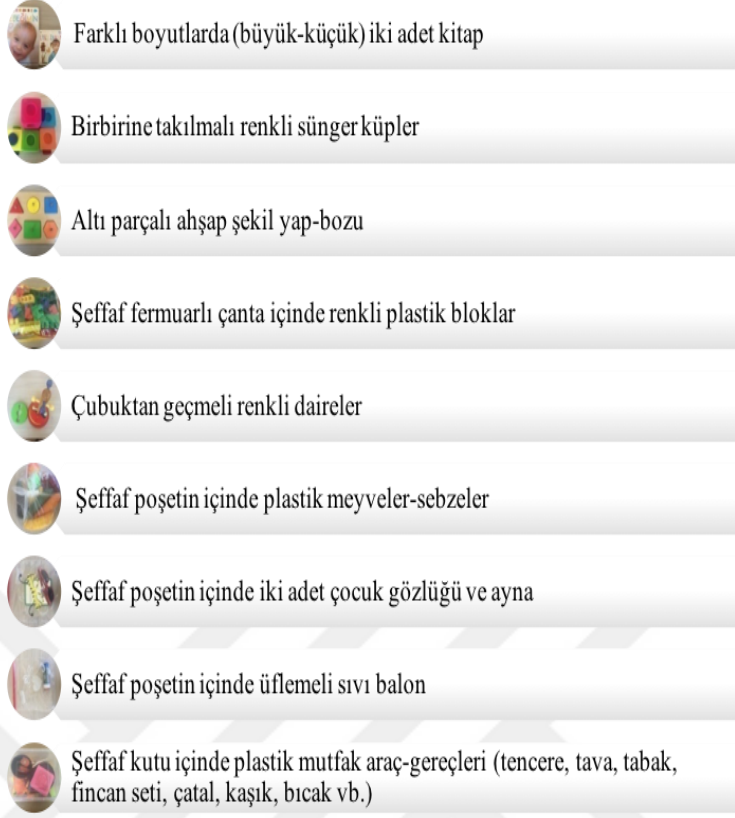 Farklı boyutlarda (büyük-küçük) iki adet kitap
Birbirine takılmalı renkli sünger küpler
Altı parçalı ahşap şekil yap-bozu
Şeffaf fermuarlı çanta içinde renkli plastik bloklar
Çubuktan geçmeli renkli daireler
Şeffaf poşetin içinde plastik meyveler-sebzeler
Şeffaf poşetin içinde iki adet çocuk gözlüğü ve ayna
Şeffaf poşetin içinde üflemeli sıvı balon
Şeffaf kutu içinde plastik mutfak araç-gereçleri (tencere, tava, tabak,
fincan seti, çatal, kaşık, bıcak vb.)